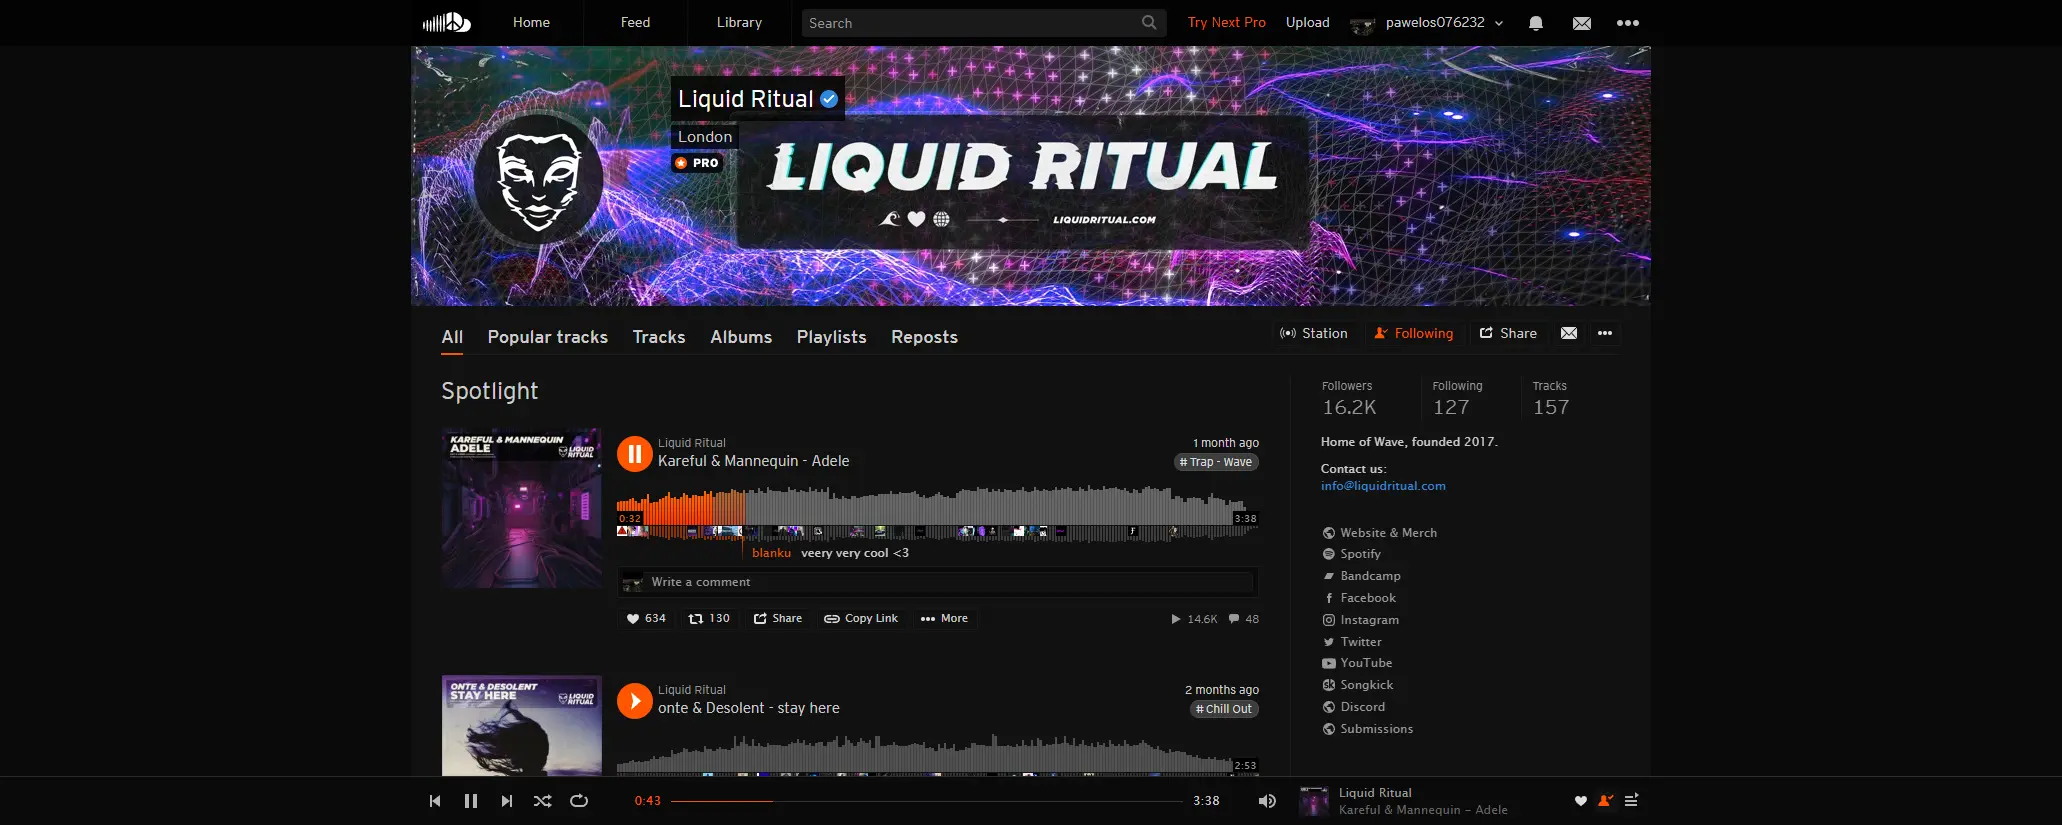 Home
Feed
Library
Search
Try Next Pro
Upload
pawelos076232
Liquid Ritual
London
PRO
LIQUID RITUAL
LIQUIDRITUAL.COM
All
Popular tracks
Tracks
Albums
Playlists
Reposts
Station
Following
Share
Spotlight
Followers
16.2K
Following
127
Tracks
157
Home of Wave, founded 2017.
Contact us:
info@liquidritual.com
Website & Merch
Spotify
Bandcamp
Facebook
Instagram
Twitter
YouTube
Songkick
Discord
Submissions
KAREFUL & MANNEQUIN
ADELE
LIQUID
RITUAL
Liquid Ritual
Kareful & Mannequin - Adele
1 month ago
# Trap - Wave
0:32
3:38
blanku veery very cool <3
Write a comment
634
130
Share
Copy Link
More
14.6K
48
ONTE & DESOLENT
STAY HERE
LIQUID
RITUAL
Liquid Ritual
onte & Desolent - stay here
2 months ago
# Chill Out
2:53
0:43
3:38
Liquid Ritual
Kareful & Mannequin – Adele